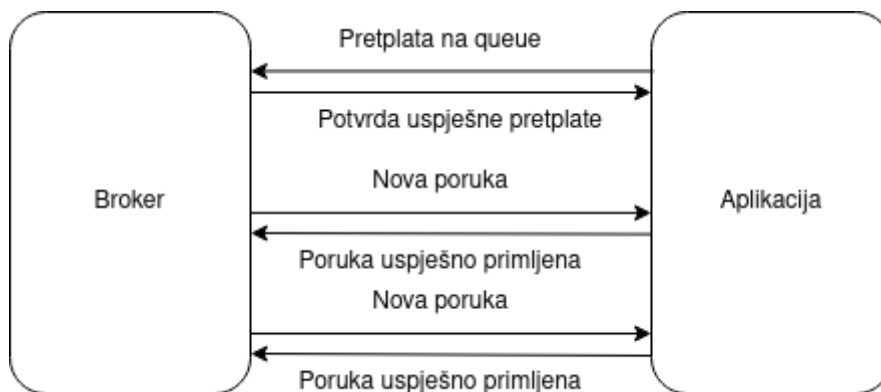 Pretplata na queue
Potvrda uspješne pretplate
Nova poruka
Broker
Aplikacija
Poruka uspješno primljena
Nova poruka
Poruka uspješno primljena